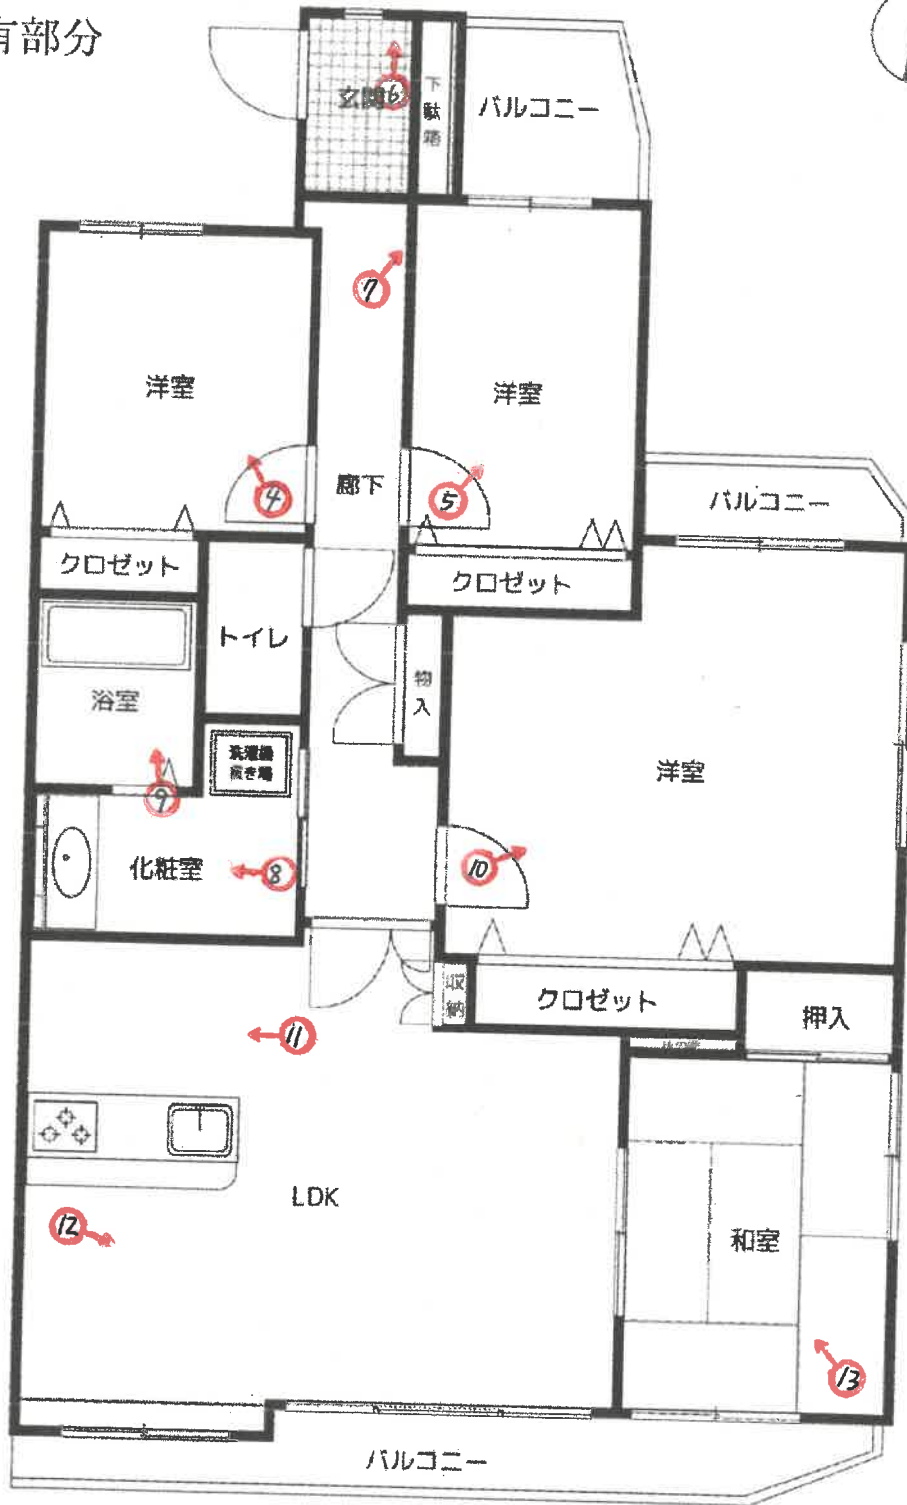 有部分
玄関
6
下駄箱
バルコニー
7
洋室
洋室
4
廊下
5
バルコニー
クロゼット
クロゼット
トイレ
物入
浴室
洗濯機
置き場
洋室
9
化粧室
8
10
収納
クロゼット
押入
11
LDK
12
和室
13
バルコニー